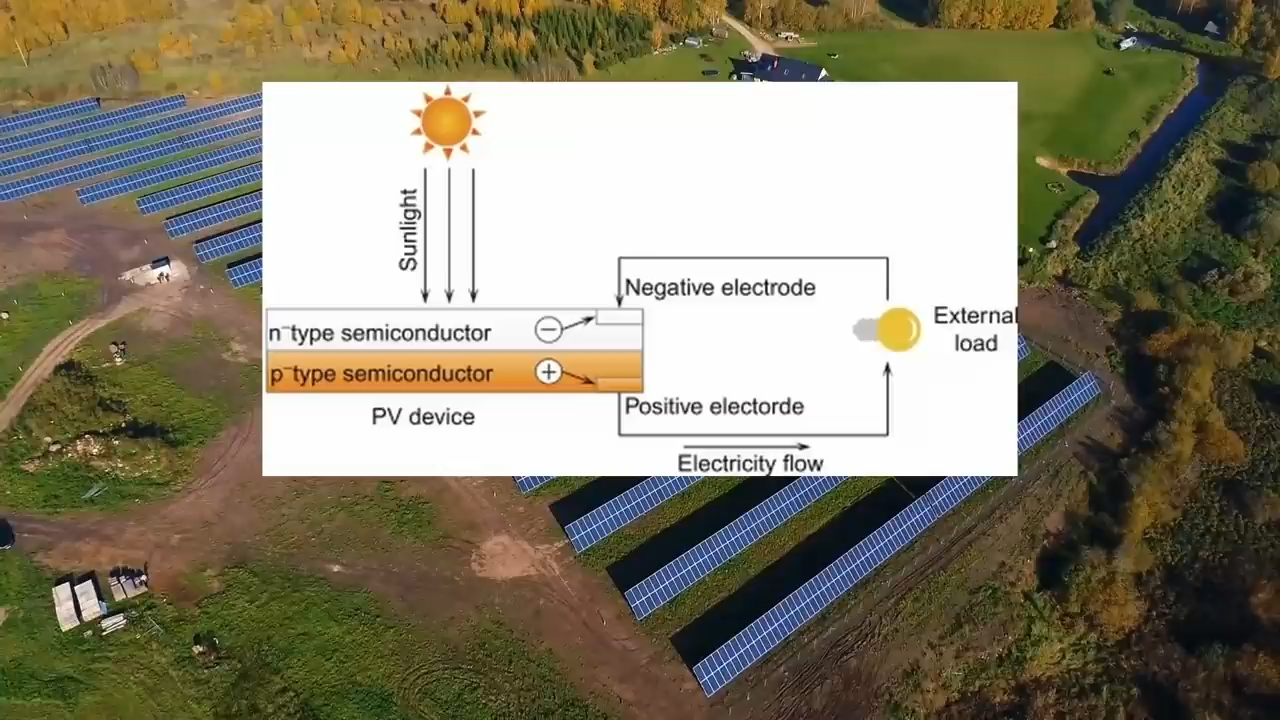 Sunlight
Negative electrode
n–type semiconductor
External
load
p–type semiconductor
Positive electorde
PV device
Electricity flow